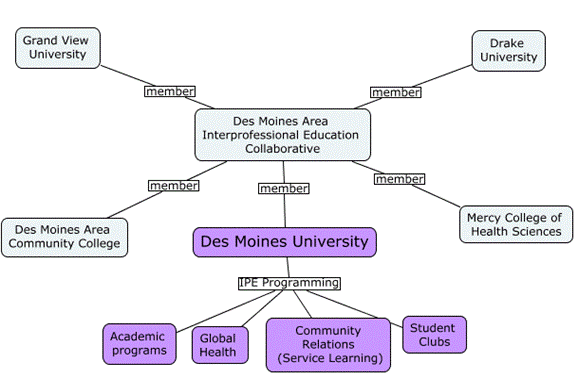 Grand View
University
Drake
University
member
member
Des Moines Area
Interprofessional Education
Collaborative
member
member
member
Des Moines Area
Community College
Des Moines University
Mercy College of
Health Sciences
IPE Programming
Academic
programs
Global
Health
Community
Relations
(Service Learning)
Student
Clubs